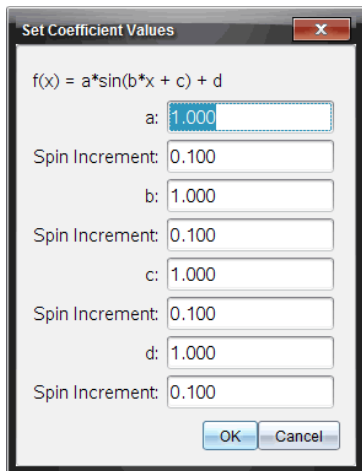 Set Coefficient Values
f(x) = a*sin(b*x + c) + d
a: 1.000
Spin Increment: 0.100
b: 1.000
Spin Increment: 0.100
c: 1.000
Spin Increment: 0.100
d: 1.000
Spin Increment: 0.100
OK Cancel